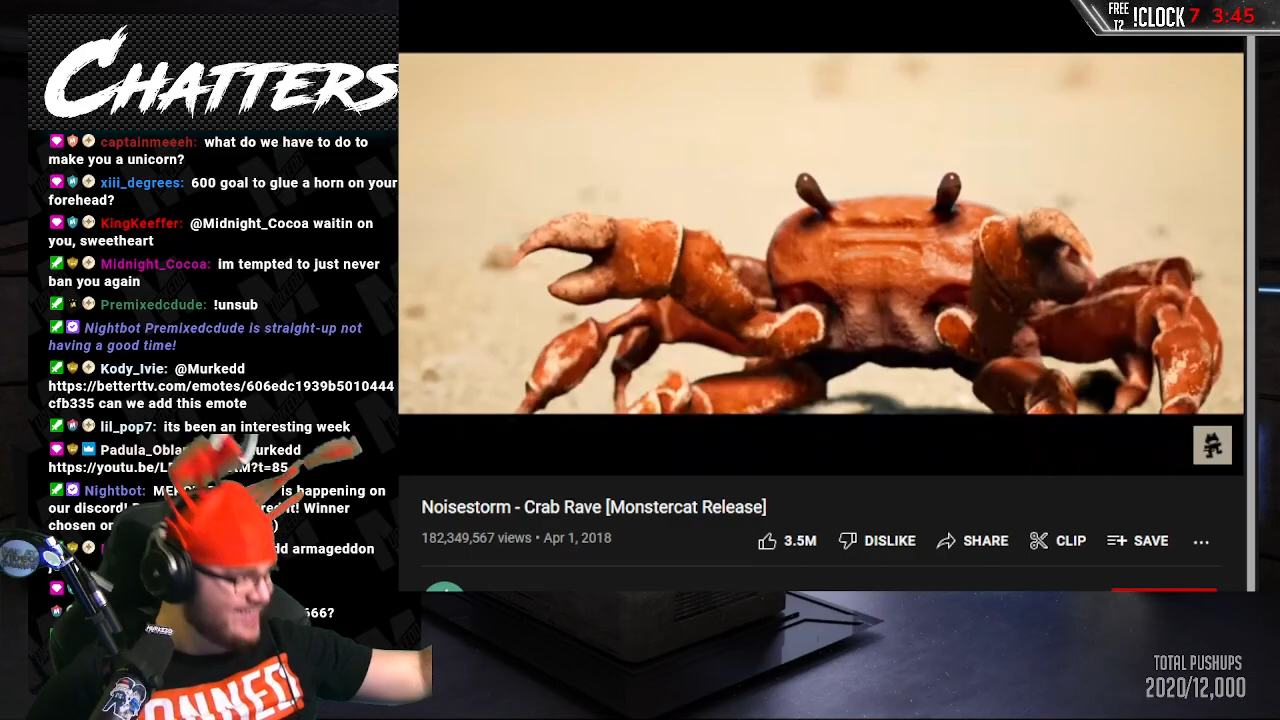 CHATTERS
captainmeeeh: what do we have to do to
make you a unicorn?
xiii_degrees: 600 goal to glue a horn on your
forehead?
KingKeeffer: @Midnight_Cocoa waitin on
you, sweetheart
Midnight_Cocoa: im tempted to just never
ban you again
Premixedcdude: !unsub
Nightbot Premixedcdude is straight-up not
having a good time!
Kody_Ivie: @Murkedd
https://betterttv.com/emotes/606edc1939b5010444
cfb335 can we add this emote
lil_pop7: its been an interesting week
https://youtu.be/
?t=85
Nightbot:
is happening on
our discord!
Winner
chosen
armageddon
666?
FREE
T2
!CLOCK 7 3:45
Noisestorm - Crab Rave [Monstercat Release]
182,349,567 views • Apr 1, 2018
3.5M
DISLIKE
SHARE
CLIP
SAVE
...
MURKEDD
TOTAL PUSHUPS
2020/12,000